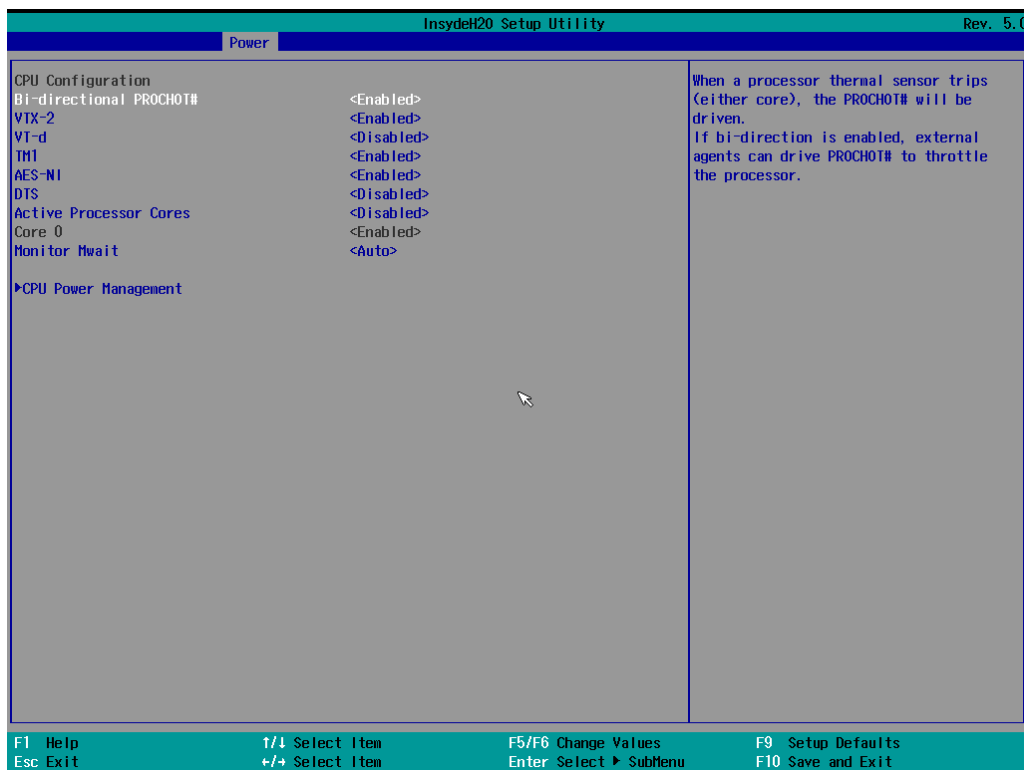 InsydeH2O Setup Utility Rev. 5.0
Power
CPU Configuration
Bi-directional PROCHOT# <Enabled>
VTX-2 <Enabled>
VT-d <Disabled>
TM1 <Enabled>
AES-NI <Enabled>
DTS <Disabled>
Active Processor Cores <Disabled>
Core 0 <Enabled>
Monitor Mwait <Auto>
▶CPU Power Management
When a processor thermal sensor trips
(either core), the PROCHOT# will be
driven.
If bi-direction is enabled, external
agents can drive PROCHOT# to throttle
the processor.
F1 Help ↑/↓ Select Item F5/F6 Change Values F9 Setup Defaults
Esc Exit ←/→ Select Item Enter Select ▶ SubMenu F10 Save and Exit